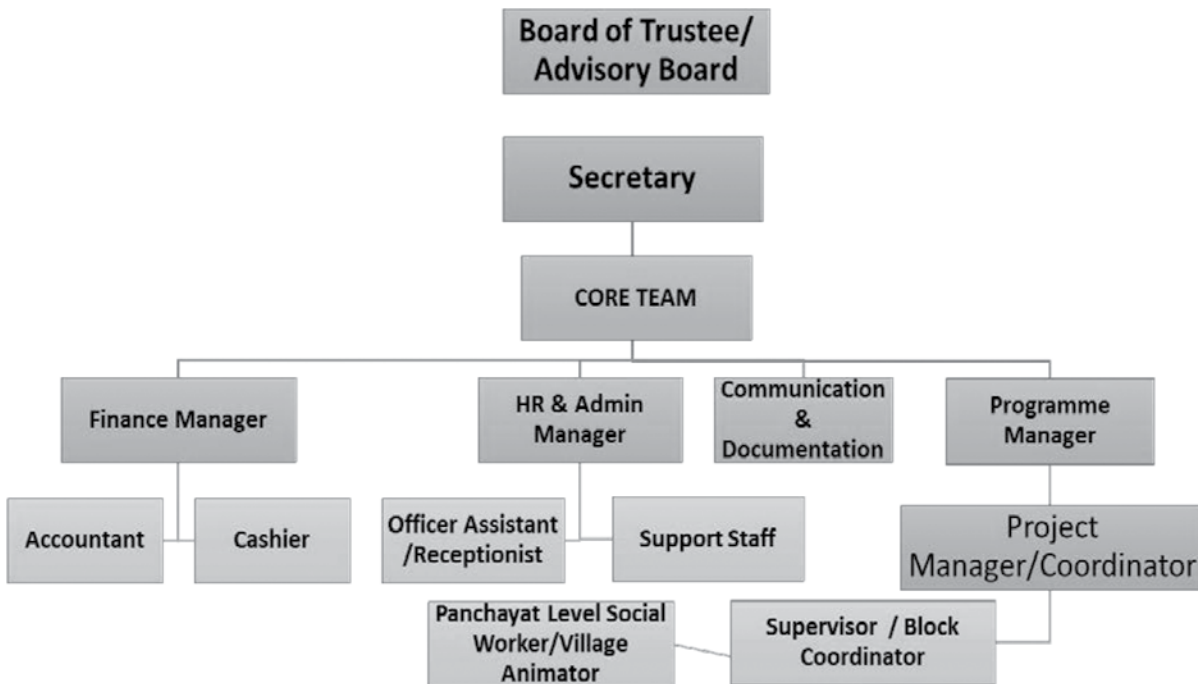 Board of Trustee/
Advisory Board
Secretary
CORE TEAM
Finance Manager
HR & Admin
Manager
Communication
&
Documentation
Programme
Manager
Accountant
Cashier
Officer Assistant
/Receptionist
Support Staff
Project
Manager/Coordinator
Panchayat Level Social
Worker/Village
Animator
Supervisor / Block
Coordinator